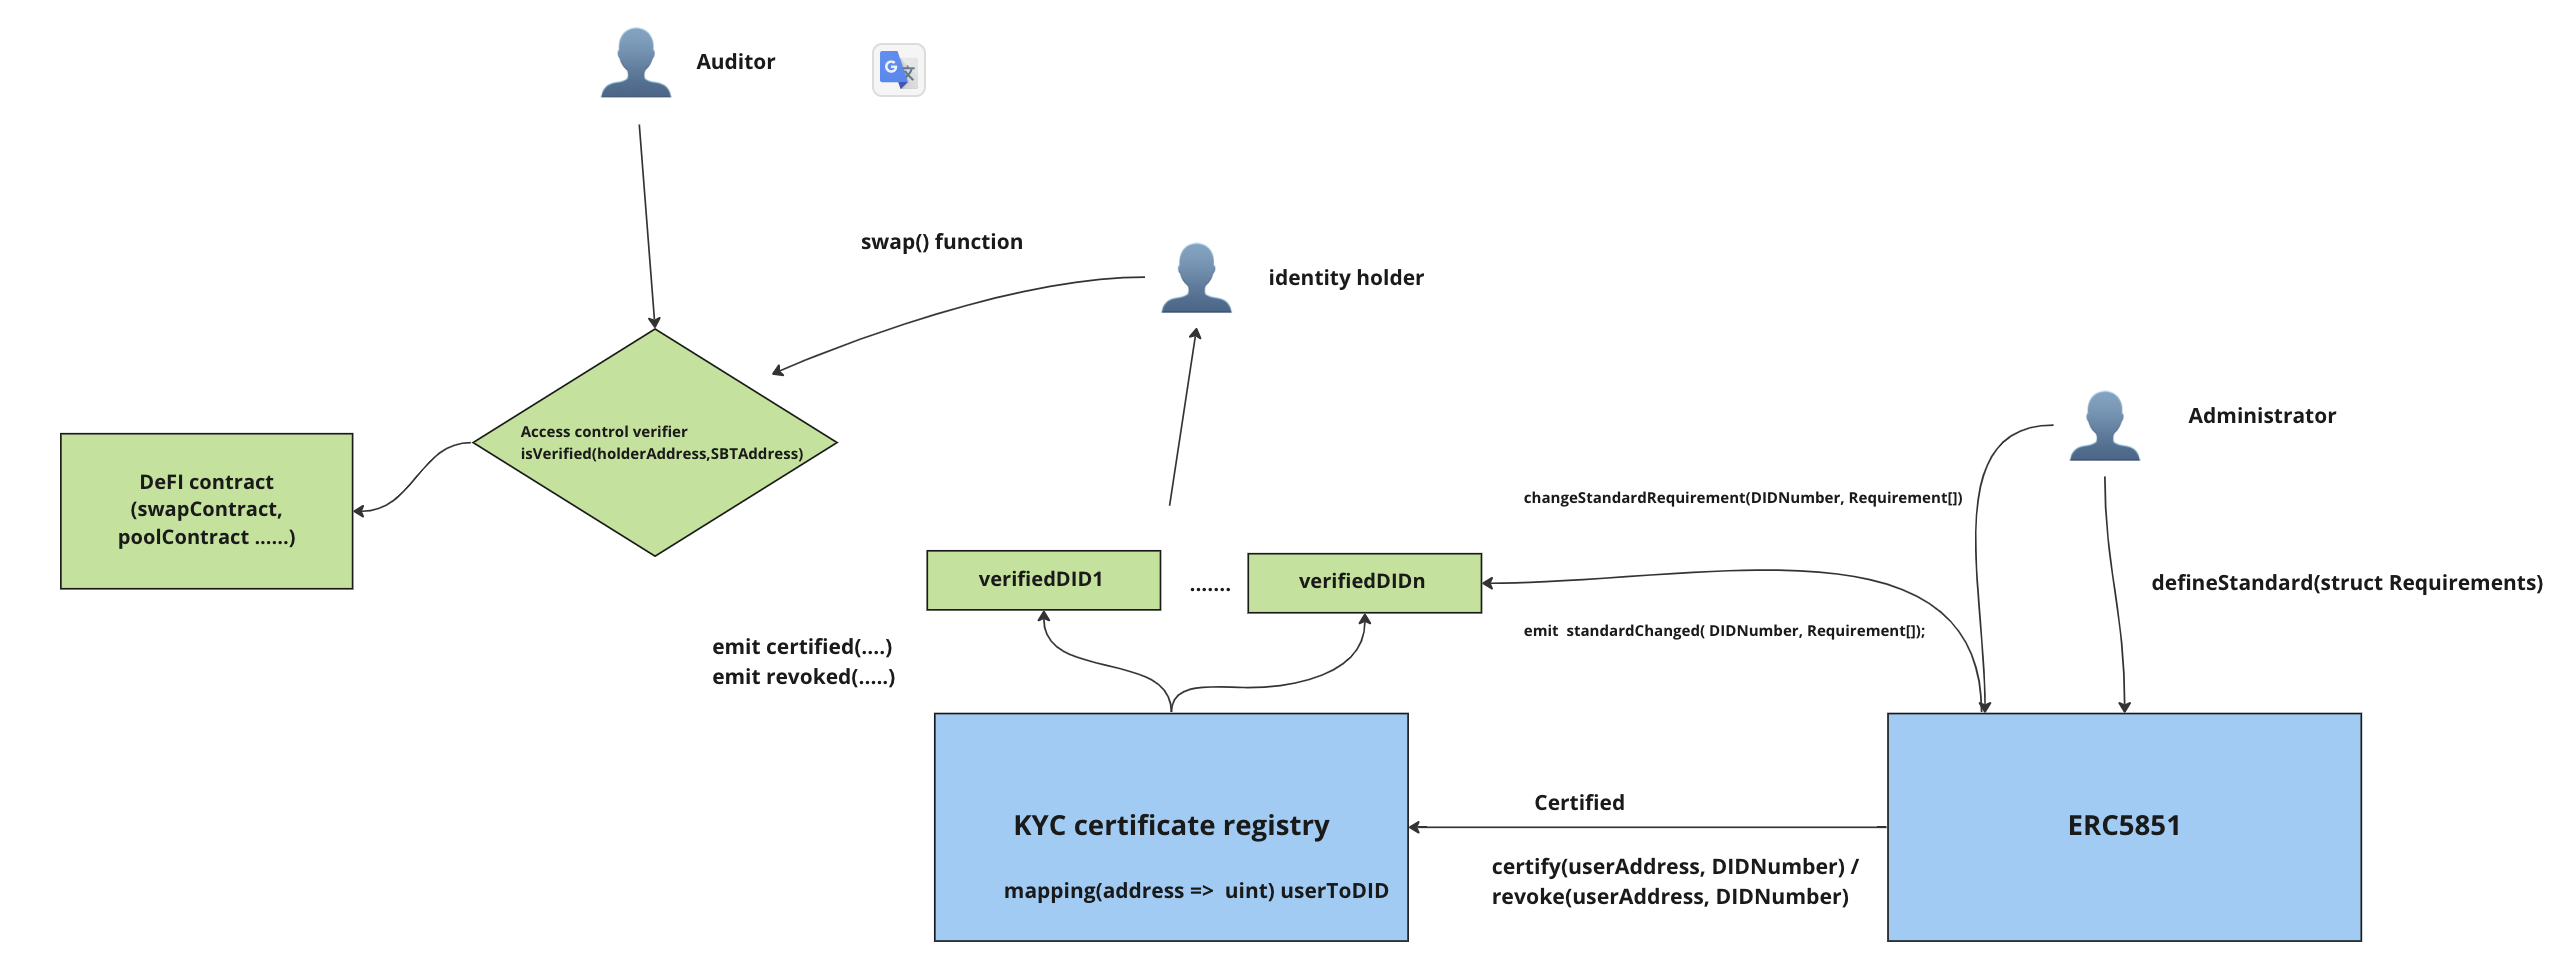 Auditor
swap() function
identity holder
Administrator
Access control verifier
isVerified(holderAddress,SBTAddress)
DeFI contract
(swapContract,
poolContract ......)
changeStandardRequirement(DIDNumber, Requirement[])
verifiedDID1
.......
verifiedDIDn
defineStandard(struct Requirements)
emit  standardChanged( DIDNumber, Requirement[]);
emit certified(....)
emit revoked(.....)
Certified
KYC certificate registry
ERC5851
certify(userAddress, DIDNumber) /
revoke(userAddress, DIDNumber)
mapping(address =>  uint) userToDID